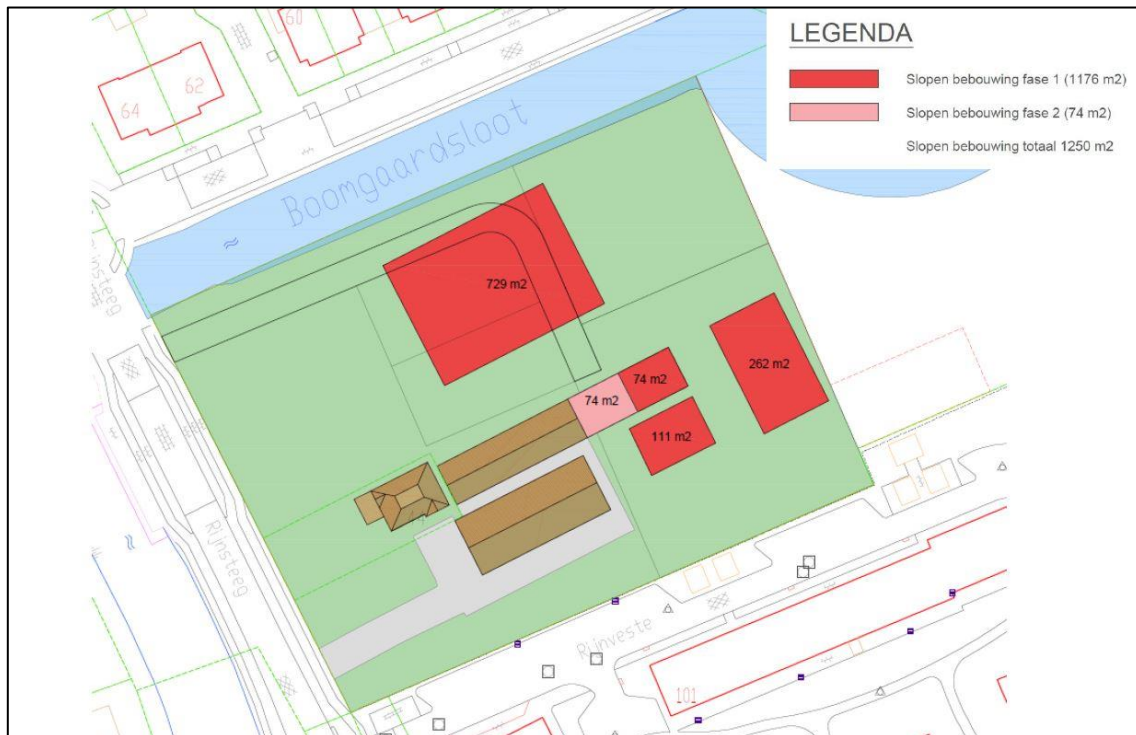 LEGENDA
Slopen bebouwing fase 1 (1176 m2)
Slopen bebouwing fase 2 (74 m2)
Slopen bebouwing totaal 1250 m2
60
62
64
Boomgaardsloot
729 m2
262 m2
74 m2
74 m2
111 m2
Rijnsteeg
Rijnveste
3
101